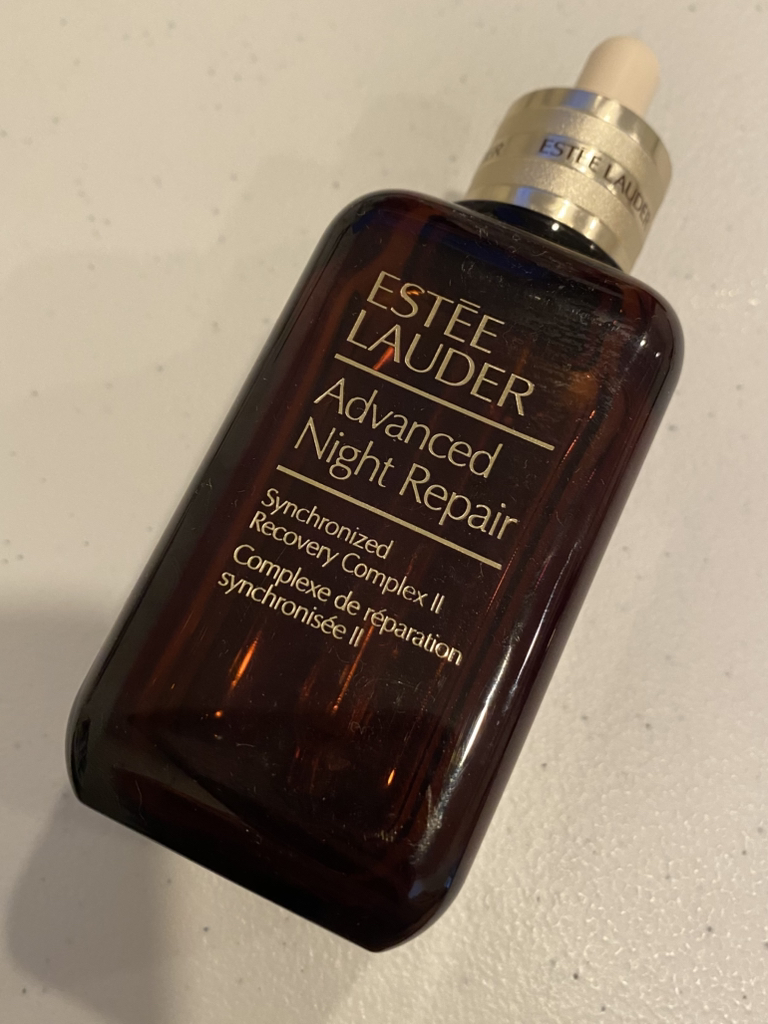 ESTĒE LAUDER
ESTĒE
LAUDER
Advanced
Night Repair
Synchronized
Recovery Complex II
Complexe de réparation
synchronisée II